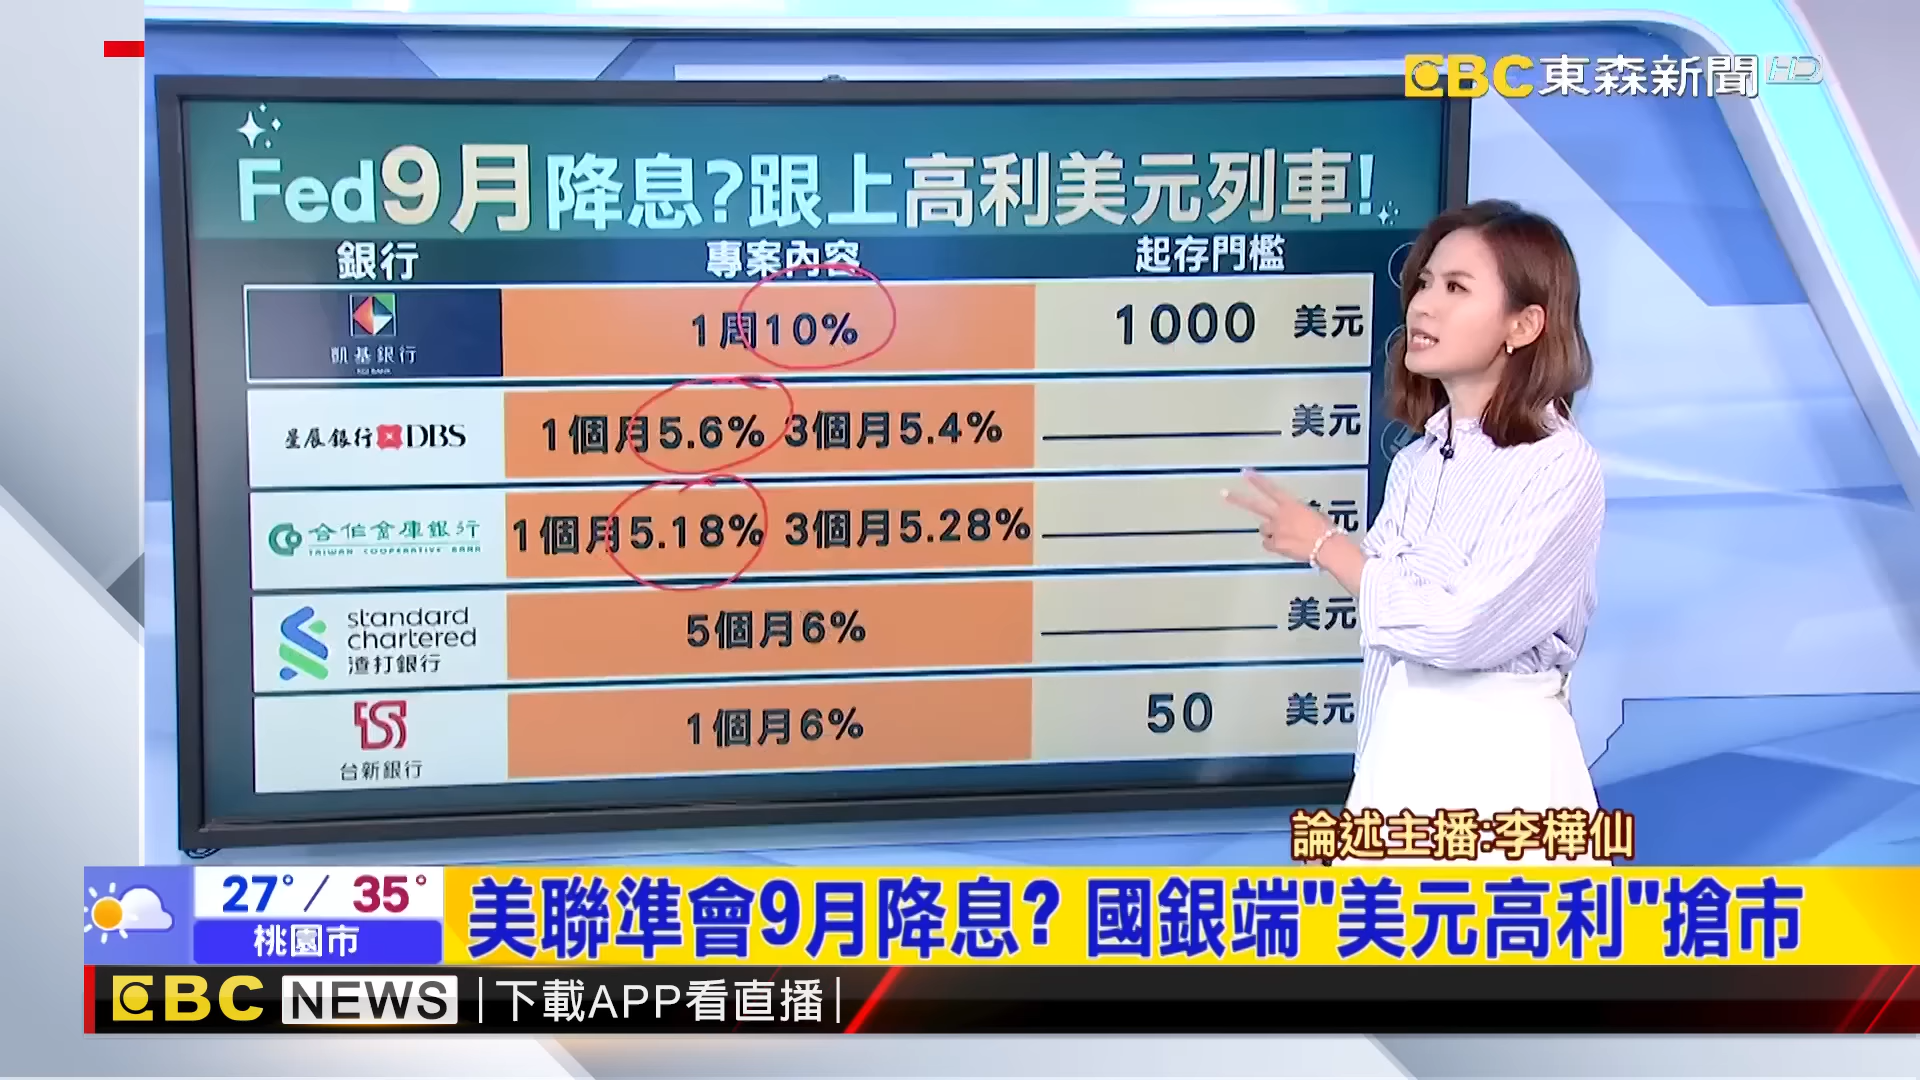 EBC東森新聞HD
Fed9月降息?跟上高利美元列車!
銀行 專案內容 起存門檻
凱基銀行 1周10% 1000 美元
KGI BANK
星展銀行 DBS 1個月5.6% 3個月5.4% 美元
合作金庫銀行 1個月5.18% 3個月5.28% 美元
TAIWAN COOPERATIVE BANK
standard
chartered
渣打銀行 5個月6% 美元
台新銀行 1個月6% 50 美元
論述主播:李樺仙
27°/ 35°
桃園市
美聯準會9月降息? 國銀端"美元高利"搶市
EBC NEWS 下載APP看直播